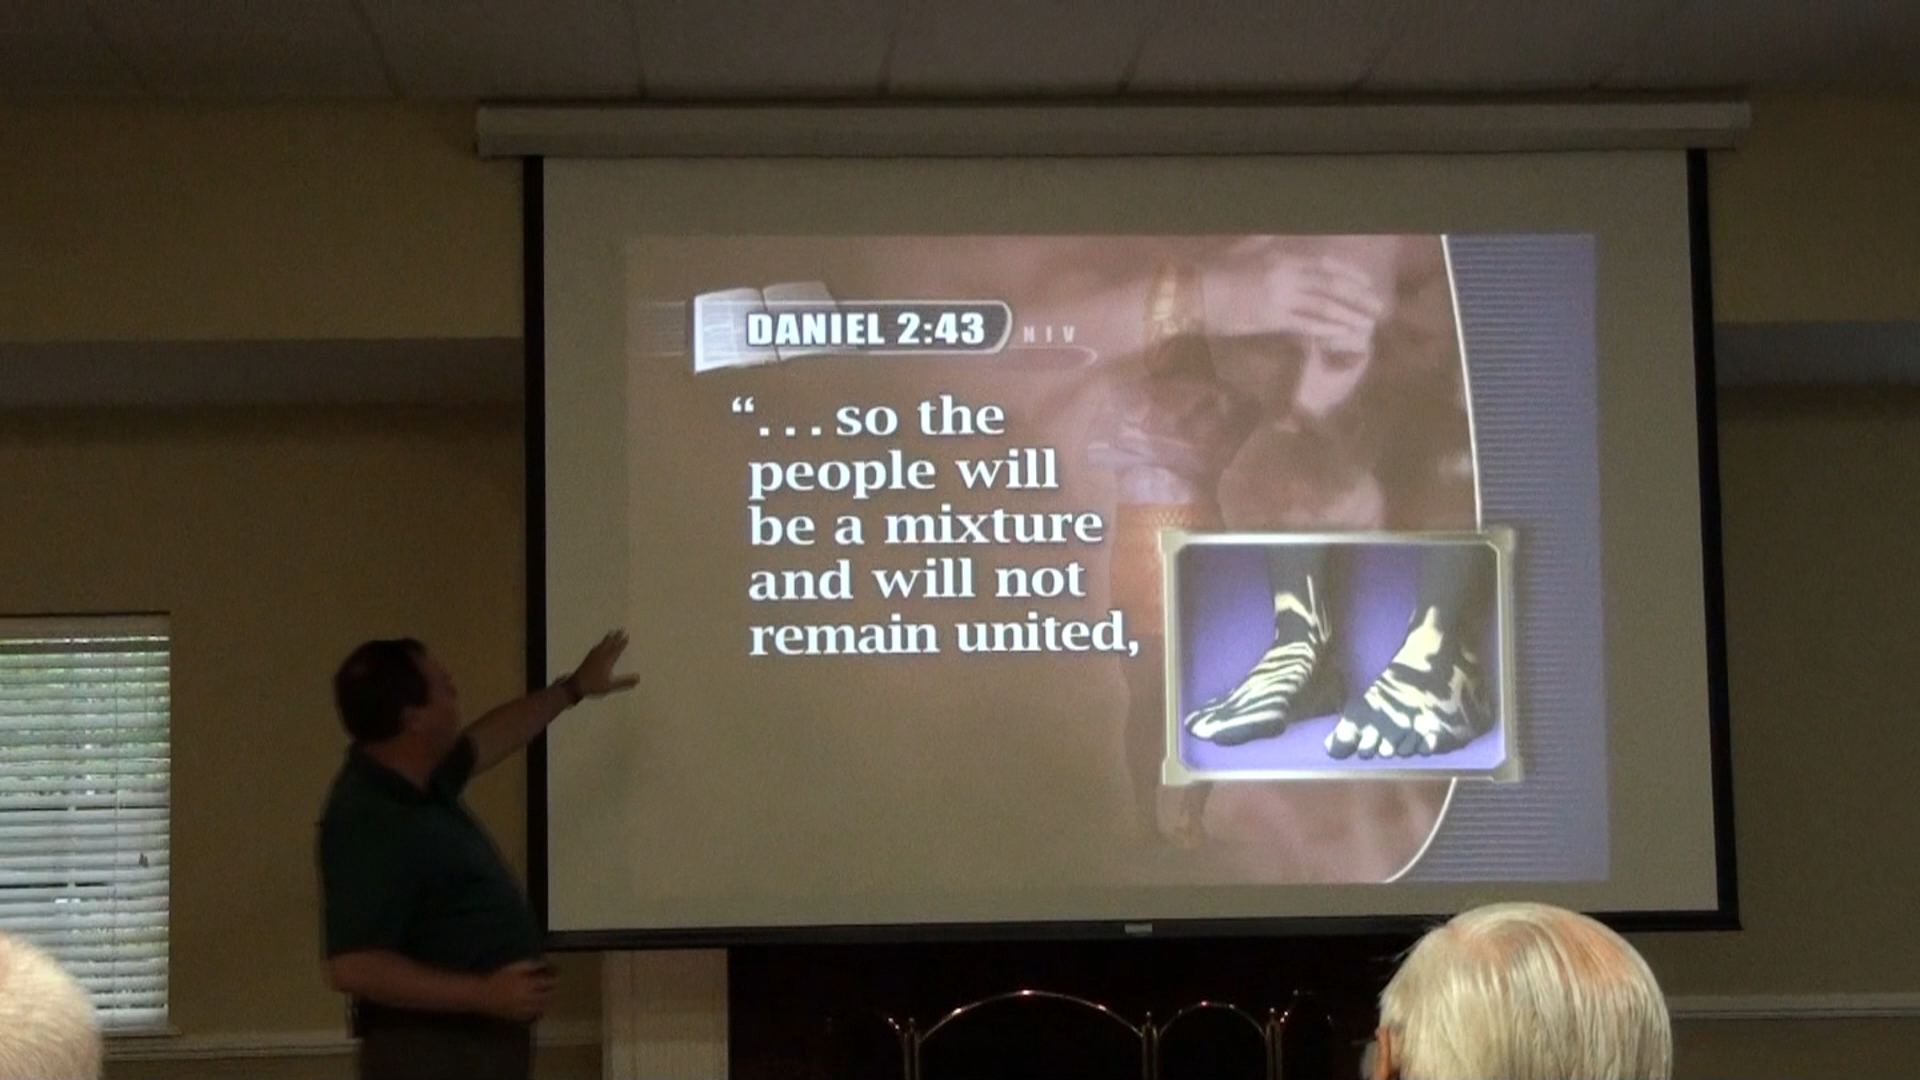 DANIEL 2:43 NIV
“...so the
people will
be a mixture
and will not
remain united,